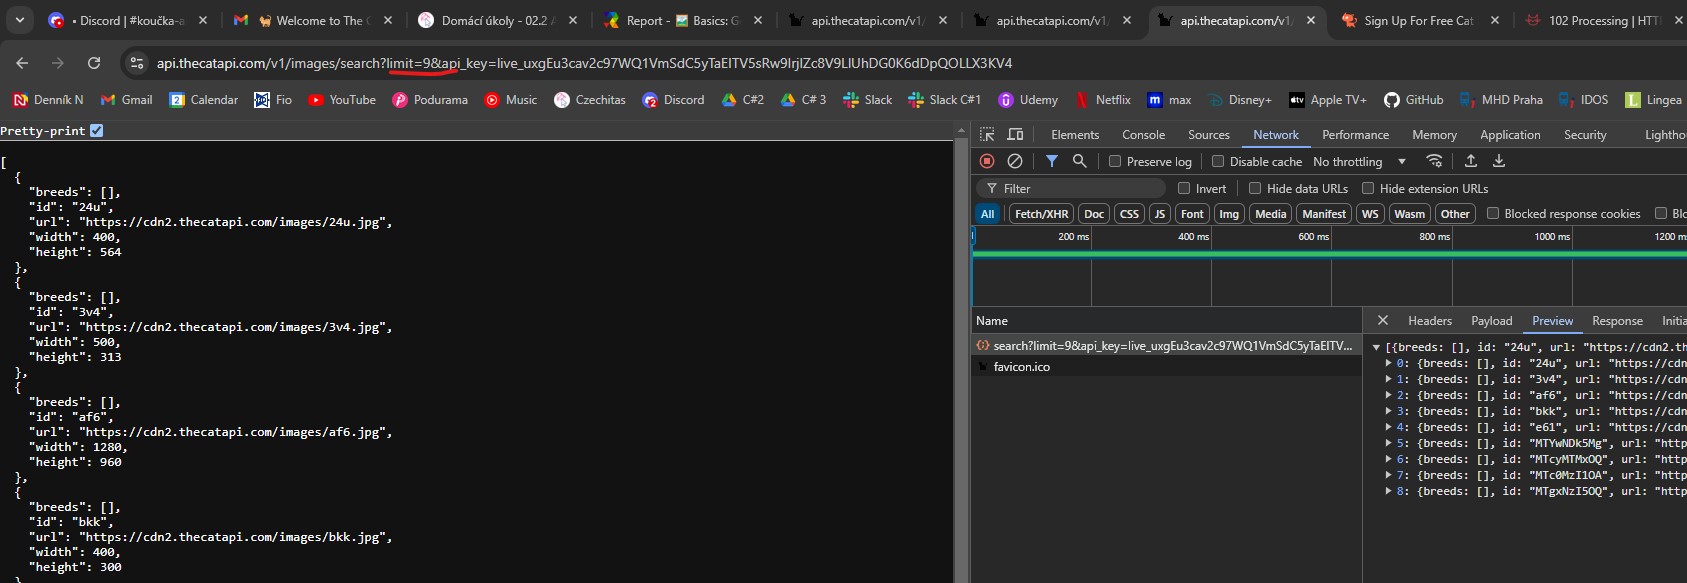 • Discord | #koučka-a
Welcome to The C
Domácí úkoly - 02.2 A
Report - Basics: G
api.thecatapi.com/v1/
api.thecatapi.com/v1/
api.thecatapi.com/v1/
Sign Up For Free Cat
102 Processing | HTT
api.thecatapi.com/v1/images/search?limit=9&api_key=live_uxgEu3cav2c97WQ1VmSdC5yTaEITV5sRw9IrjlZc8V9LlUhDG0K6dDpQOLLX3KV4
Denník N
Gmail
Calendar
Fio
YouTube
Podurama
Music
Czechitas
Discord
C#2
C# 3
Slack
Slack C#1
Udemy
Netflix
max
Disney+
Apple TV+
GitHub
MHD Praha
IDOS
Lingea
Pretty-print
[
{
"breeds": [],
"id": "24u",
"url": "https://cdn2.thecatapi.com/images/24u.jpg",
"width": 400,
"height": 564
},
{
"breeds": [],
"id": "3v4",
"url": "https://cdn2.thecatapi.com/images/3v4.jpg",
"width": 500,
"height": 313
},
{
"breeds": [],
"id": "af6",
"url": "https://cdn2.thecatapi.com/images/af6.jpg",
"width": 1280,
"height": 960
},
{
"breeds": [],
"id": "bkk",
"url": "https://cdn2.thecatapi.com/images/bkk.jpg",
"width": 400,
"height": 300
Elements Console Sources Network Performance Memory Application Security Lightho
Preserve log Disable cache No throttling
Filter Invert Hide data URLs Hide extension URLs
All Fetch/XHR Doc CSS JS Font Img Media Manifest WS Wasm Other Blocked response cookies Blo
200 ms 400 ms 600 ms 800 ms 1000 ms 1200 m
Name
search?limit=9&api_key=live_uxgEu3cav2c97WQ1VmSdC5yTaEITV...
favicon.ico
Headers Payload Preview Response Initia
[{breeds: [], id: "24u", url: "https://cdn2.th
0: {breeds: [], id: "24u", url: "https://cdn
1: {breeds: [], id: "3v4", url: "https://cdn
2: {breeds: [], id: "af6", url: "https://cdn
3: {breeds: [], id: "bkk", url: "https://cdn
4: {breeds: [], id: "e61", url: "https://cdn
5: {breeds: [], id: "MTYwNDk5Mg", url: "http
6: {breeds: [], id: "MTcyMTMxOQ", url: "http
7: {breeds: [], id: "MTc0MzI1OA", url: "http
8: {breeds: [], id: "MTgxNzI5OQ", url: "http